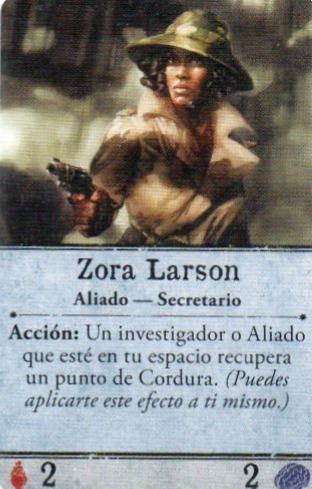 Zora Larson
Aliado — Secretario
Acción: Un investigador o Aliado
que esté en tu espacio recupera
un punto de Cordura. (Puedes
aplicarte este efecto a ti mismo.)
2 2